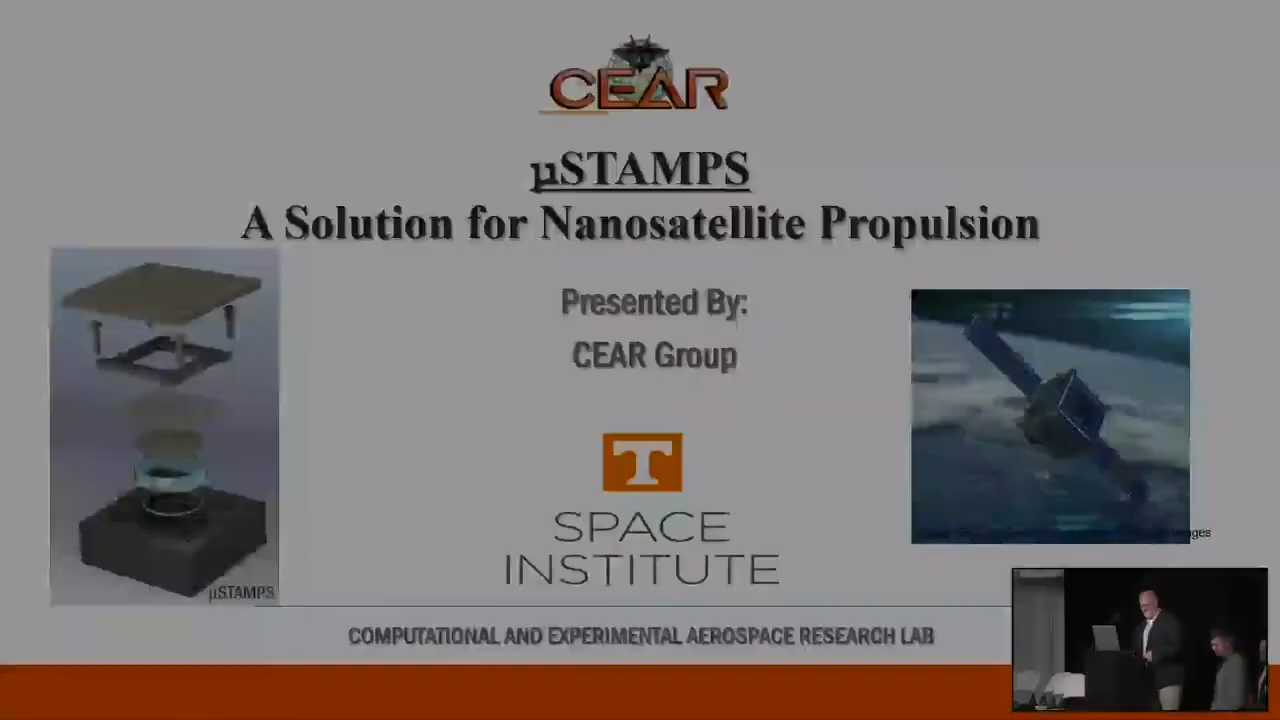 CEAR
µSTAMPS
A Solution for Nanosatellite Propulsion
Presented By:
CEAR Group
T
SPACE
INSTITUTE
µSTAMPS
COMPUTATIONAL AND EXPERIMENTAL AEROSPACE RESEARCH LAB